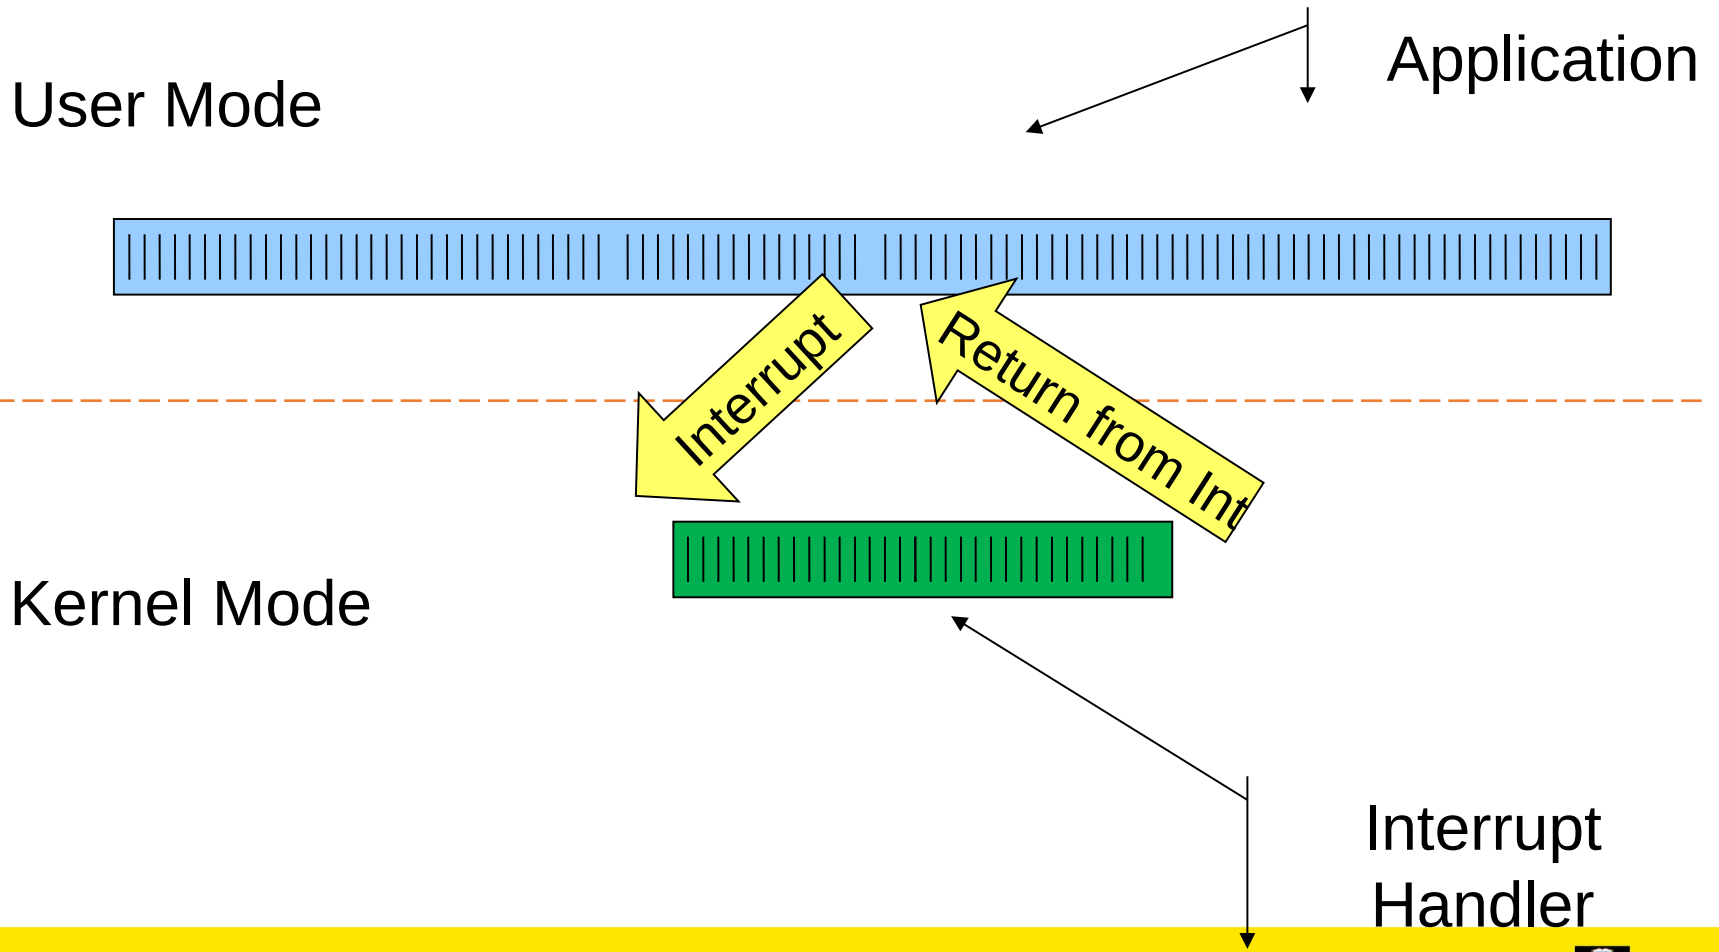 Application
User Mode
Interrupt
Return from Int
Kernel Mode
Interrupt
Handler